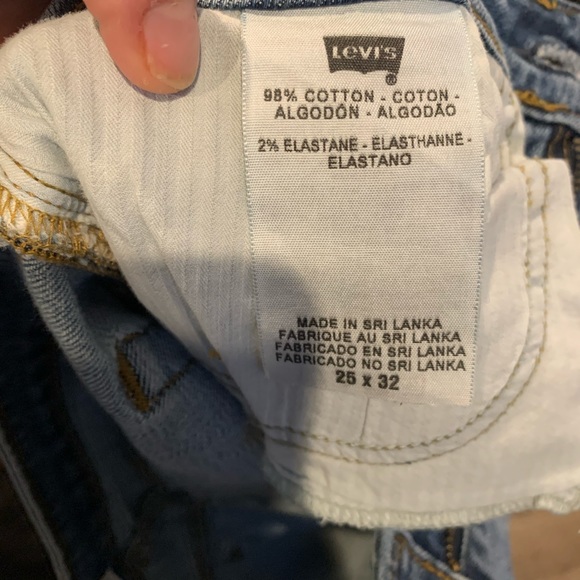 LEVI'S
®
98% COTTON - COTON -
ALGODÓN - ALGODÃO
2% ELASTANE - ELASTHANNE -
ELASTANO
MADE IN SRI LANKA
FABRIQUE AU SRI LANKA
FABRICADO EN SRI LANKA
FABRICADO NO SRI LANKA
25 x 32